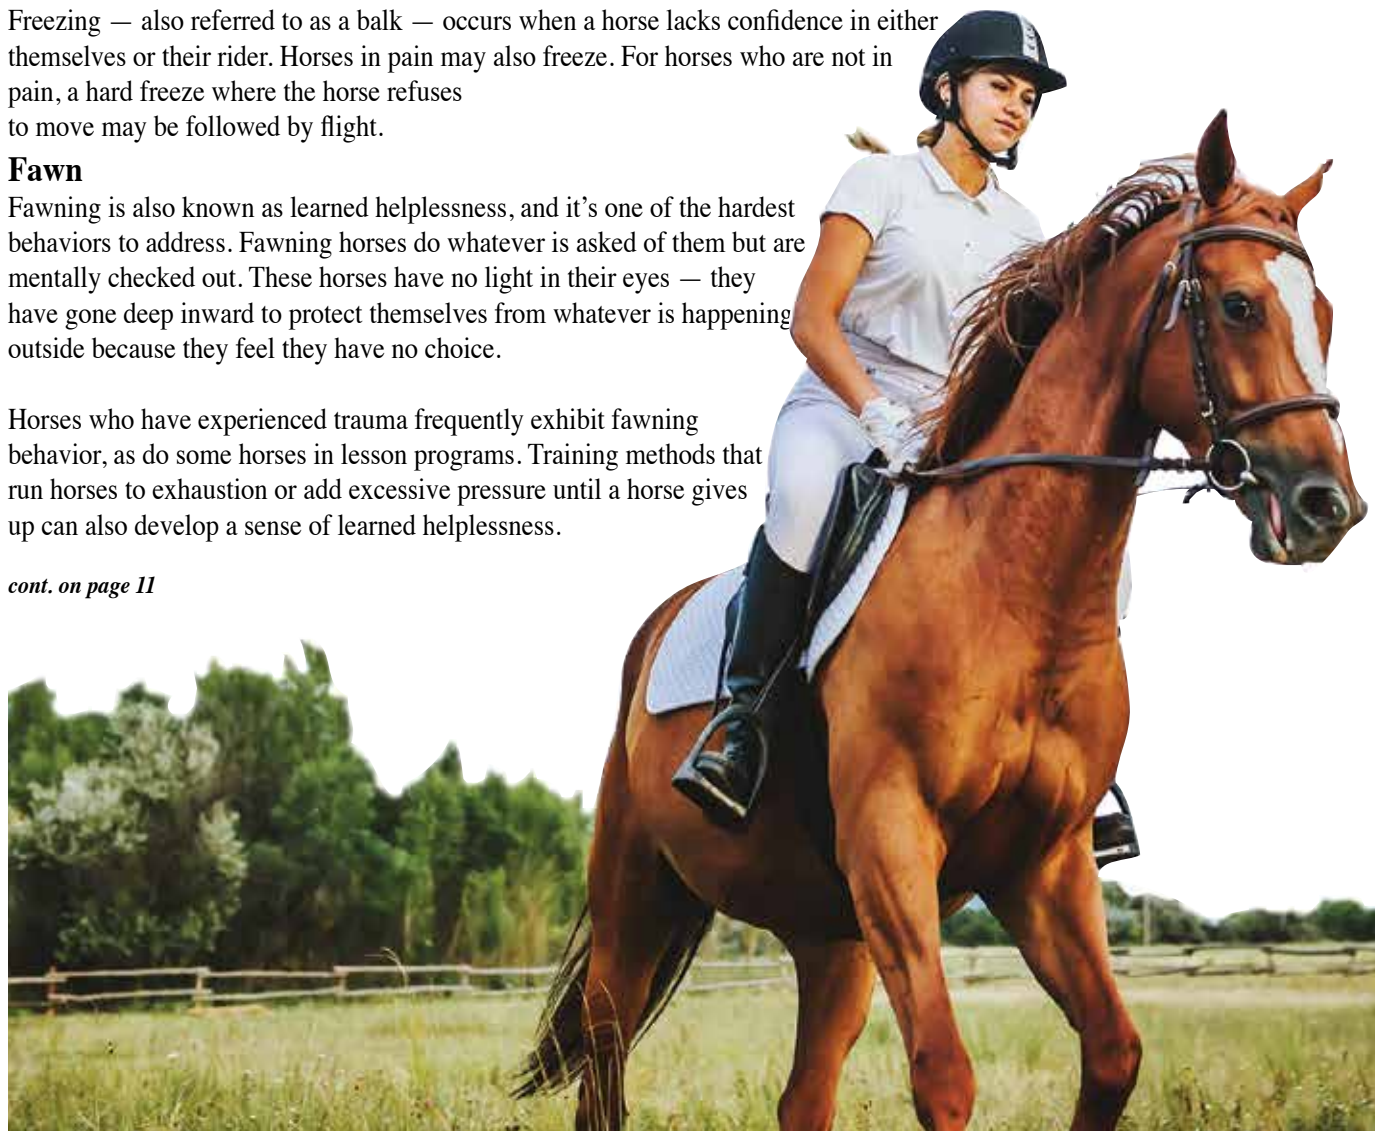 Freezing — also referred to as a balk — occurs when a horse lacks confidence in either
themselves or their rider. Horses in pain may also freeze. For horses who are not in
pain, a hard freeze where the horse refuses
to move may be followed by flight.
Fawn
Fawning is also known as learned helplessness, and it’s one of the hardest
behaviors to address. Fawning horses do whatever is asked of them but are
mentally checked out. These horses have no light in their eyes — they
have gone deep inward to protect themselves from whatever is happening
outside because they feel they have no choice.
Horses who have experienced trauma frequently exhibit fawning
behavior, as do some horses in lesson programs. Training methods that
run horses to exhaustion or add excessive pressure until a horse gives
up can also develop a sense of learned helplessness.
cont. on page 11